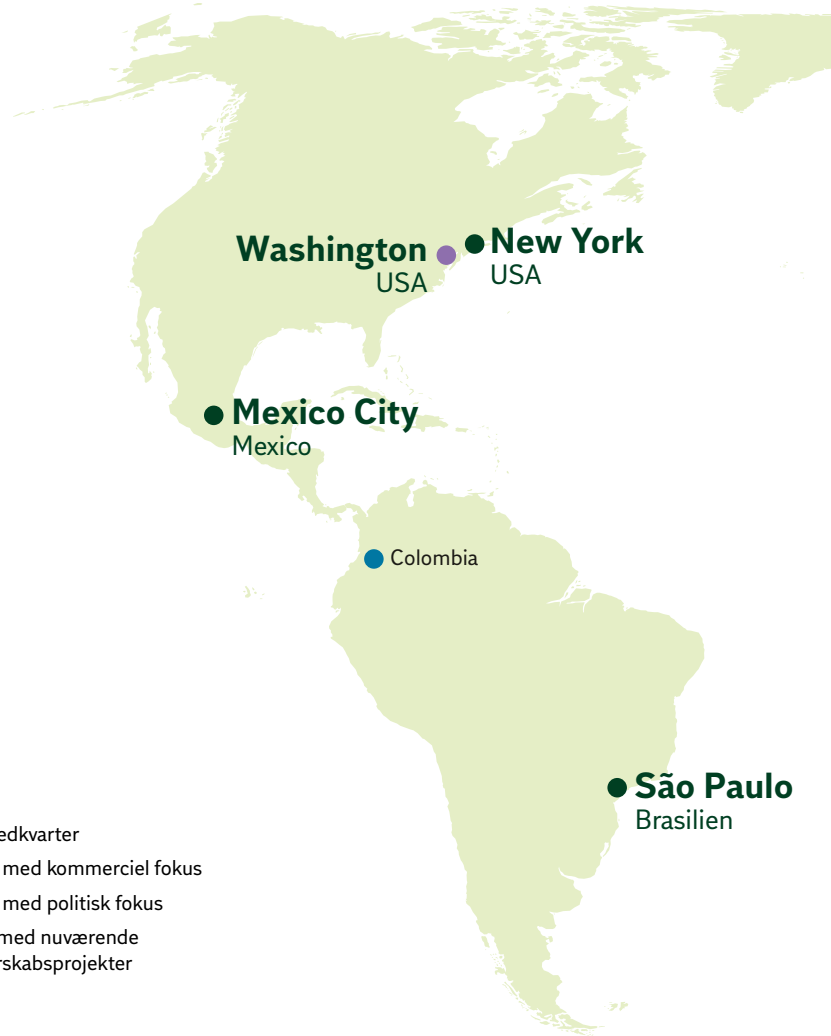 Washington
USA
New York
USA
Mexico City
Mexico
Colombia
São Paulo
Brasilien
edkvarter
med kommerciel fokus
med politisk fokus
med nuværende
rskabsprojekter